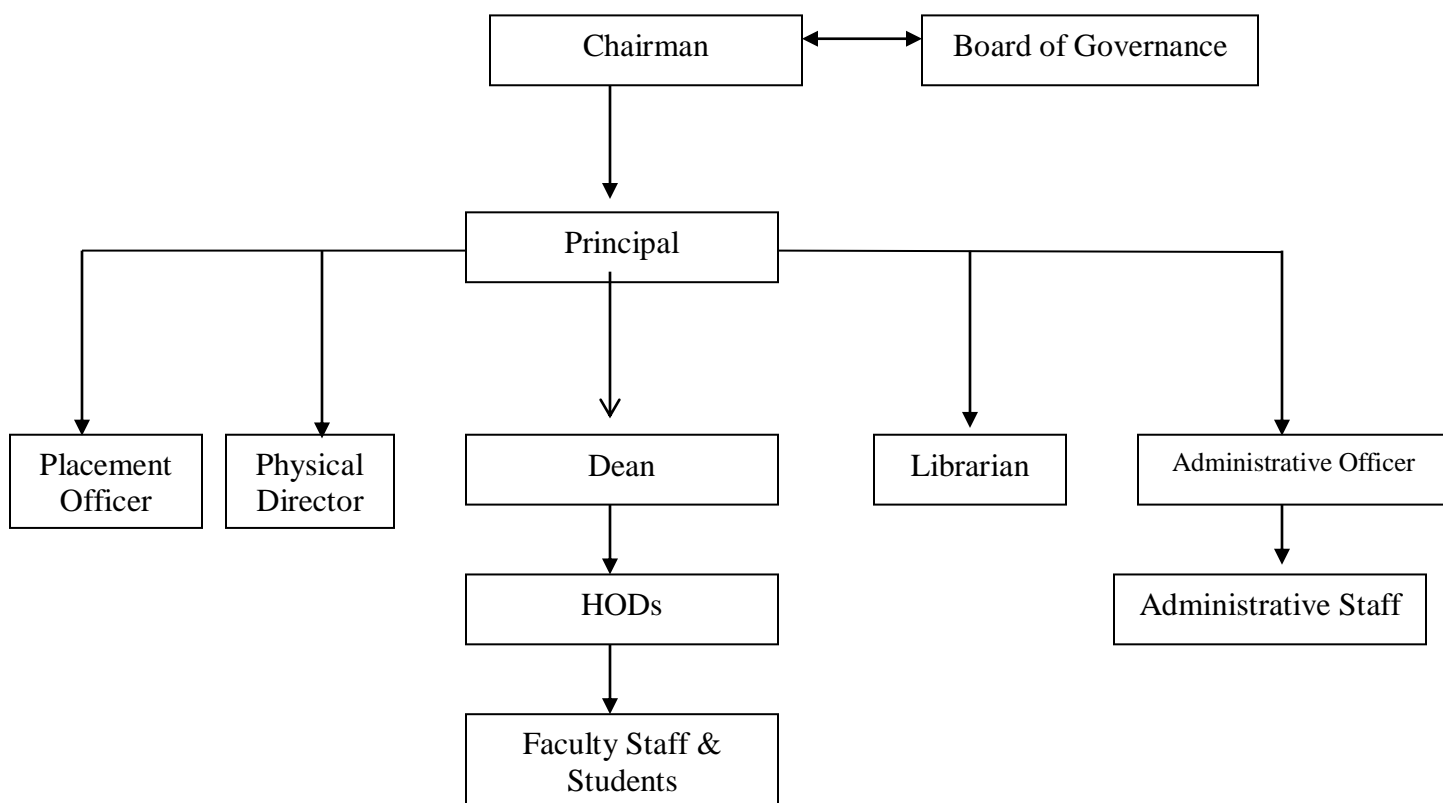 Chairman
Board of Governance
Principal
Placement
Officer
Physical
Director
Dean
Librarian
Administrative Officer
HODs
Administrative Staff
Faculty Staff &
Students